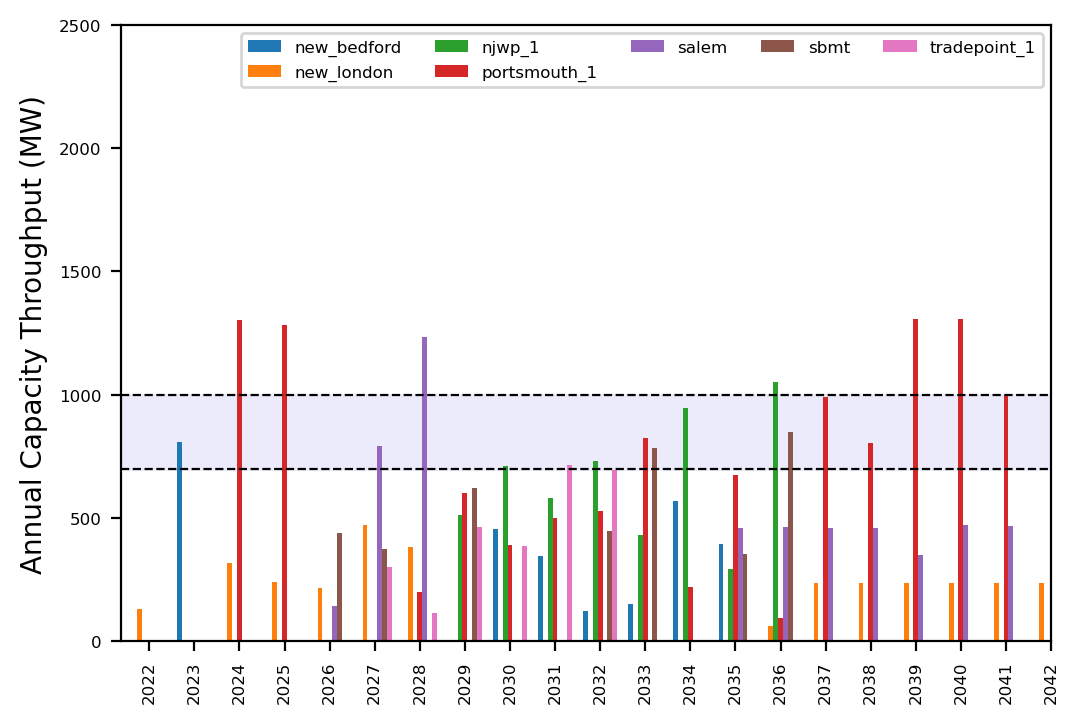 2500
2000
1500
1000
500
0
Annual Capacity Throughput (MW)
new_bedford njwp_1 salem sbmt tradepoint_1
new_london portsmouth_1
2022 2023 2024 2025 2026 2027 2028 2029 2030 2031 2032 2033 2034 2035 2036 2037 2038 2039 2040 2041 2042